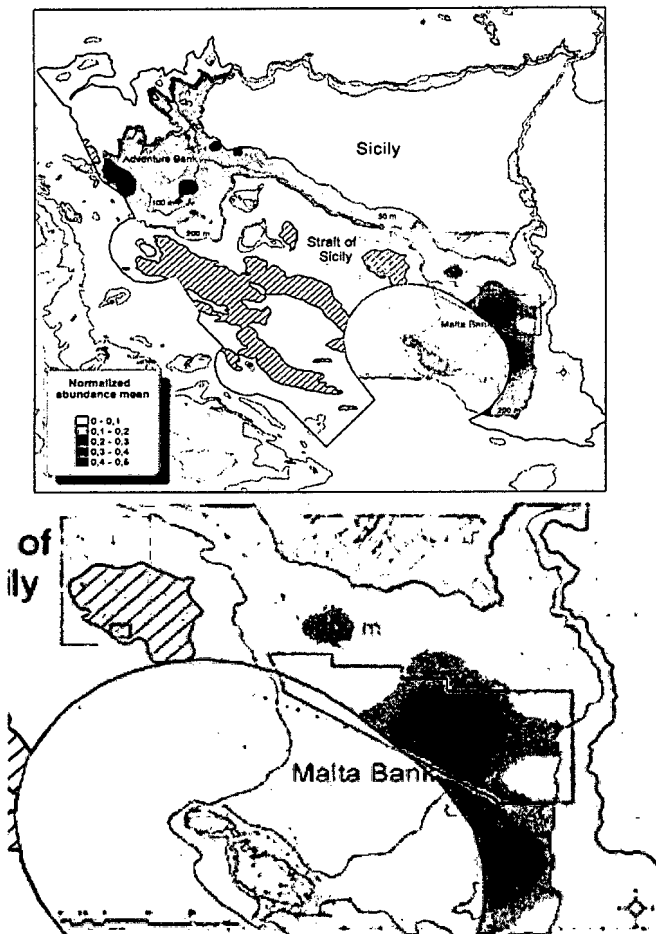 Sicily
Adventure Bank
100 m
200 m
50 m
Strait of
Sicily
Malta Bank
200 m
Normalized
abundance mean
0 - 0,1
0,1 - 0,2
0,2 - 0,3
0,3 - 0,4
0,4 - 0,5
of
ily
m
Malta Bank